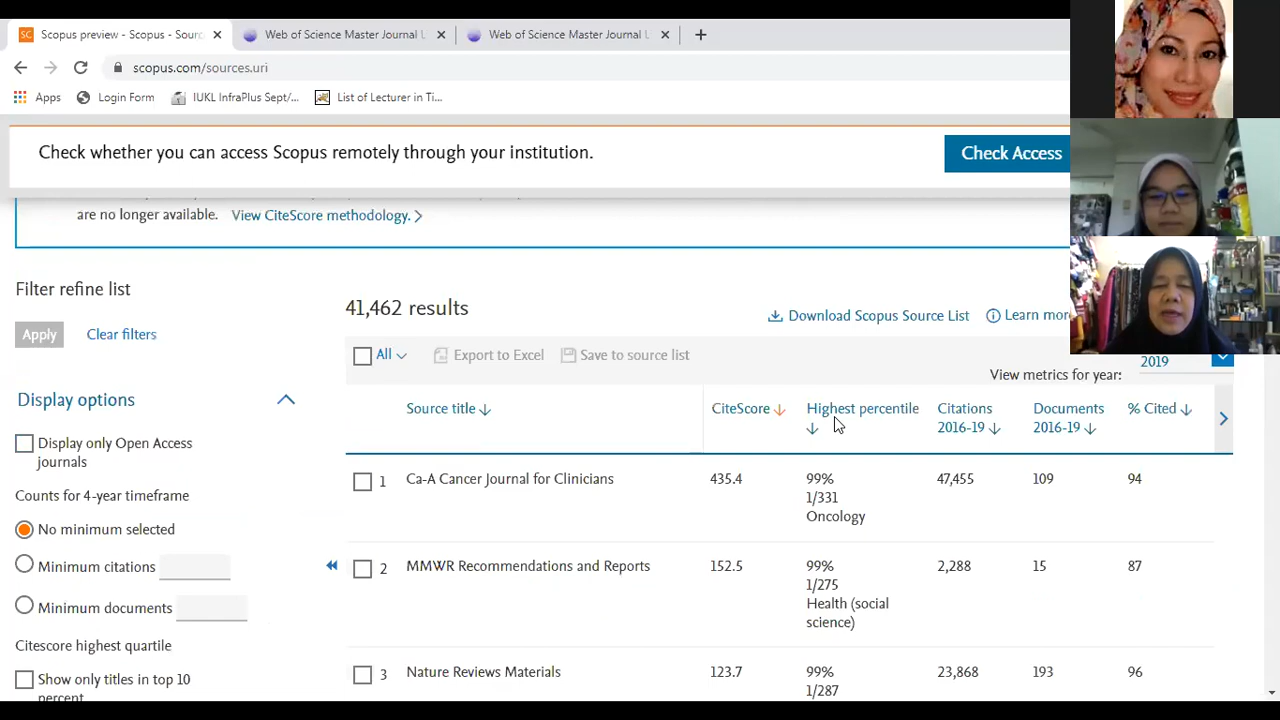 Scopus preview - Scopus - Sour
Web of Science Master Journal L
Web of Science Master Journal L
scopus.com/sources.uri
Apps
Login Form
IUKL InfraPlus Sept/...
List of Lecturer in Ti...
Check whether you can access Scopus remotely through your institution.
Check Access
are no longer available. View CiteScore methodology. >
Filter refine list
Apply
Clear filters
Display options
Display only Open Access
journals
Counts for 4-year timeframe
No minimum selected
Minimum citations
Minimum documents
Citescore highest quartile
Show only titles in top 10
percent
41,462 results
Download Scopus Source List
Learn more
All
Export to Excel
Save to source list
View metrics for year:
2019
Source title
CiteScore
Highest percentile
Citations
2016-19
Documents
2016-19
% Cited
1
Ca-A Cancer Journal for Clinicians
435.4
99%
1/331
Oncology
47,455
109
94
2
MMWR Recommendations and Reports
152.5
99%
1/275
Health (social
science)
2,288
15
87
3
Nature Reviews Materials
123.7
99%
1/287
23,868
193
96